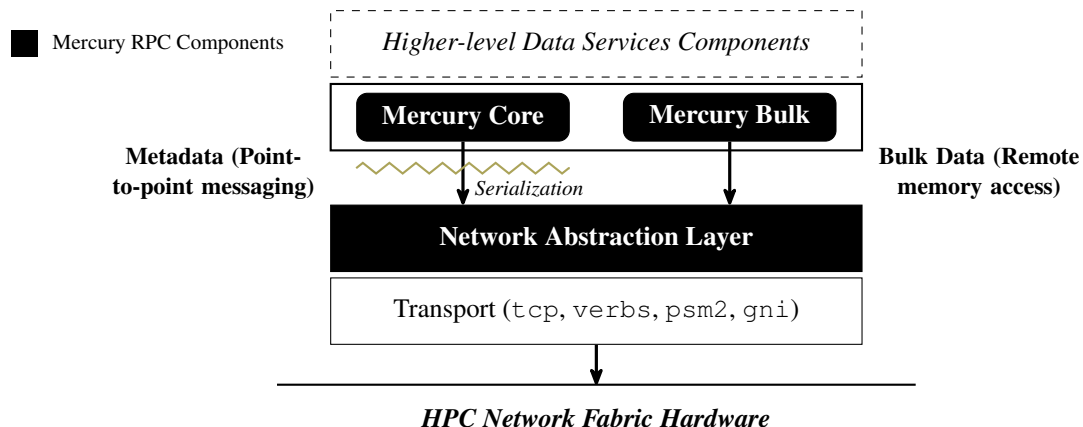 Mercury RPC Components
Higher-level Data Services Components
Mercury Core
Mercury Bulk
Metadata (Point-
to-point messaging)
Serialization
Bulk Data (Remote
memory access)
Network Abstraction Layer
Transport (tcp, verbs, psm2, gni)
HPC Network Fabric Hardware